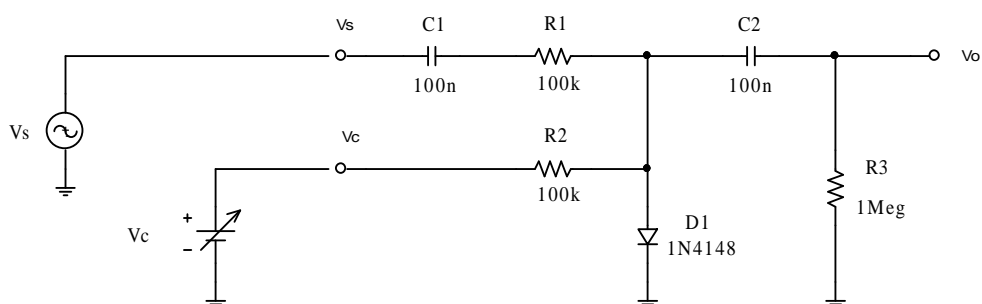 Vs C1 R1 C2
100n 100k 100n Vo
Vs
Vc R2
100k
R3
1Meg
+
Vc
-
D1
1N4148